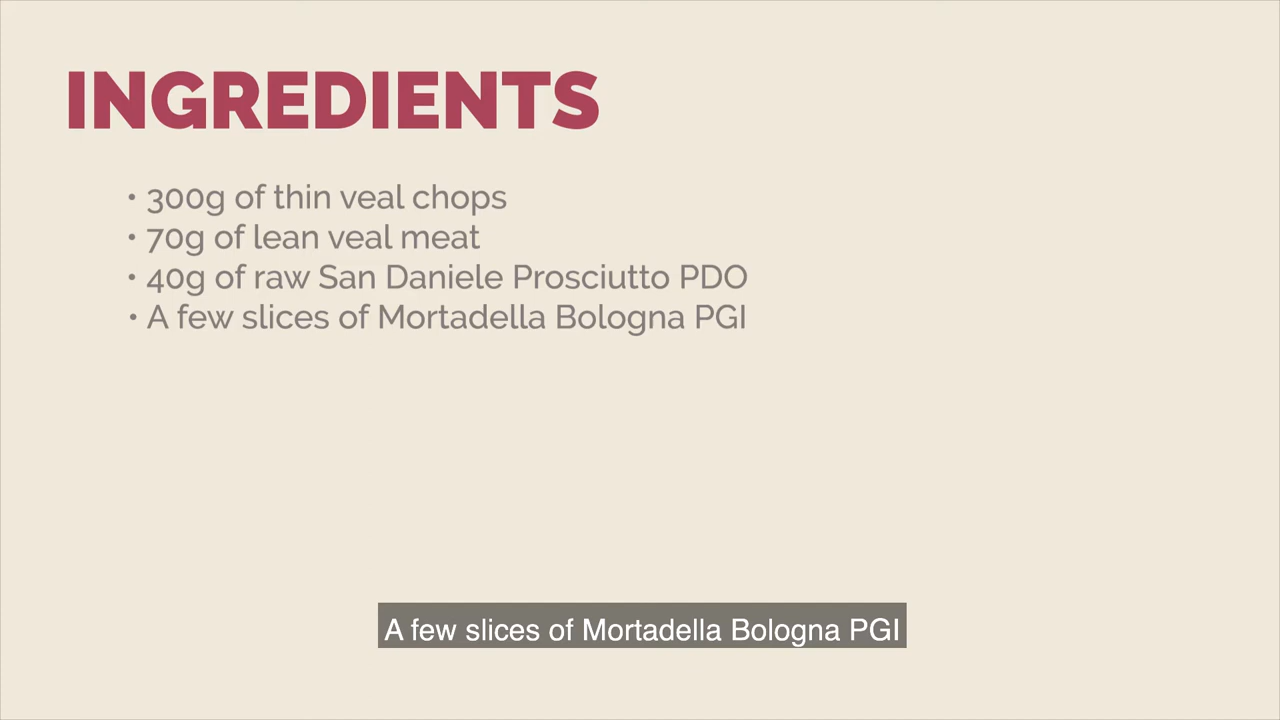 INGREDIENTS
• 300g of thin veal chops
• 70g of lean veal meat
• 40g of raw San Daniele Prosciutto PDO
• A few slices of Mortadella Bologna PGI
A few slices of Mortadella Bologna PGI